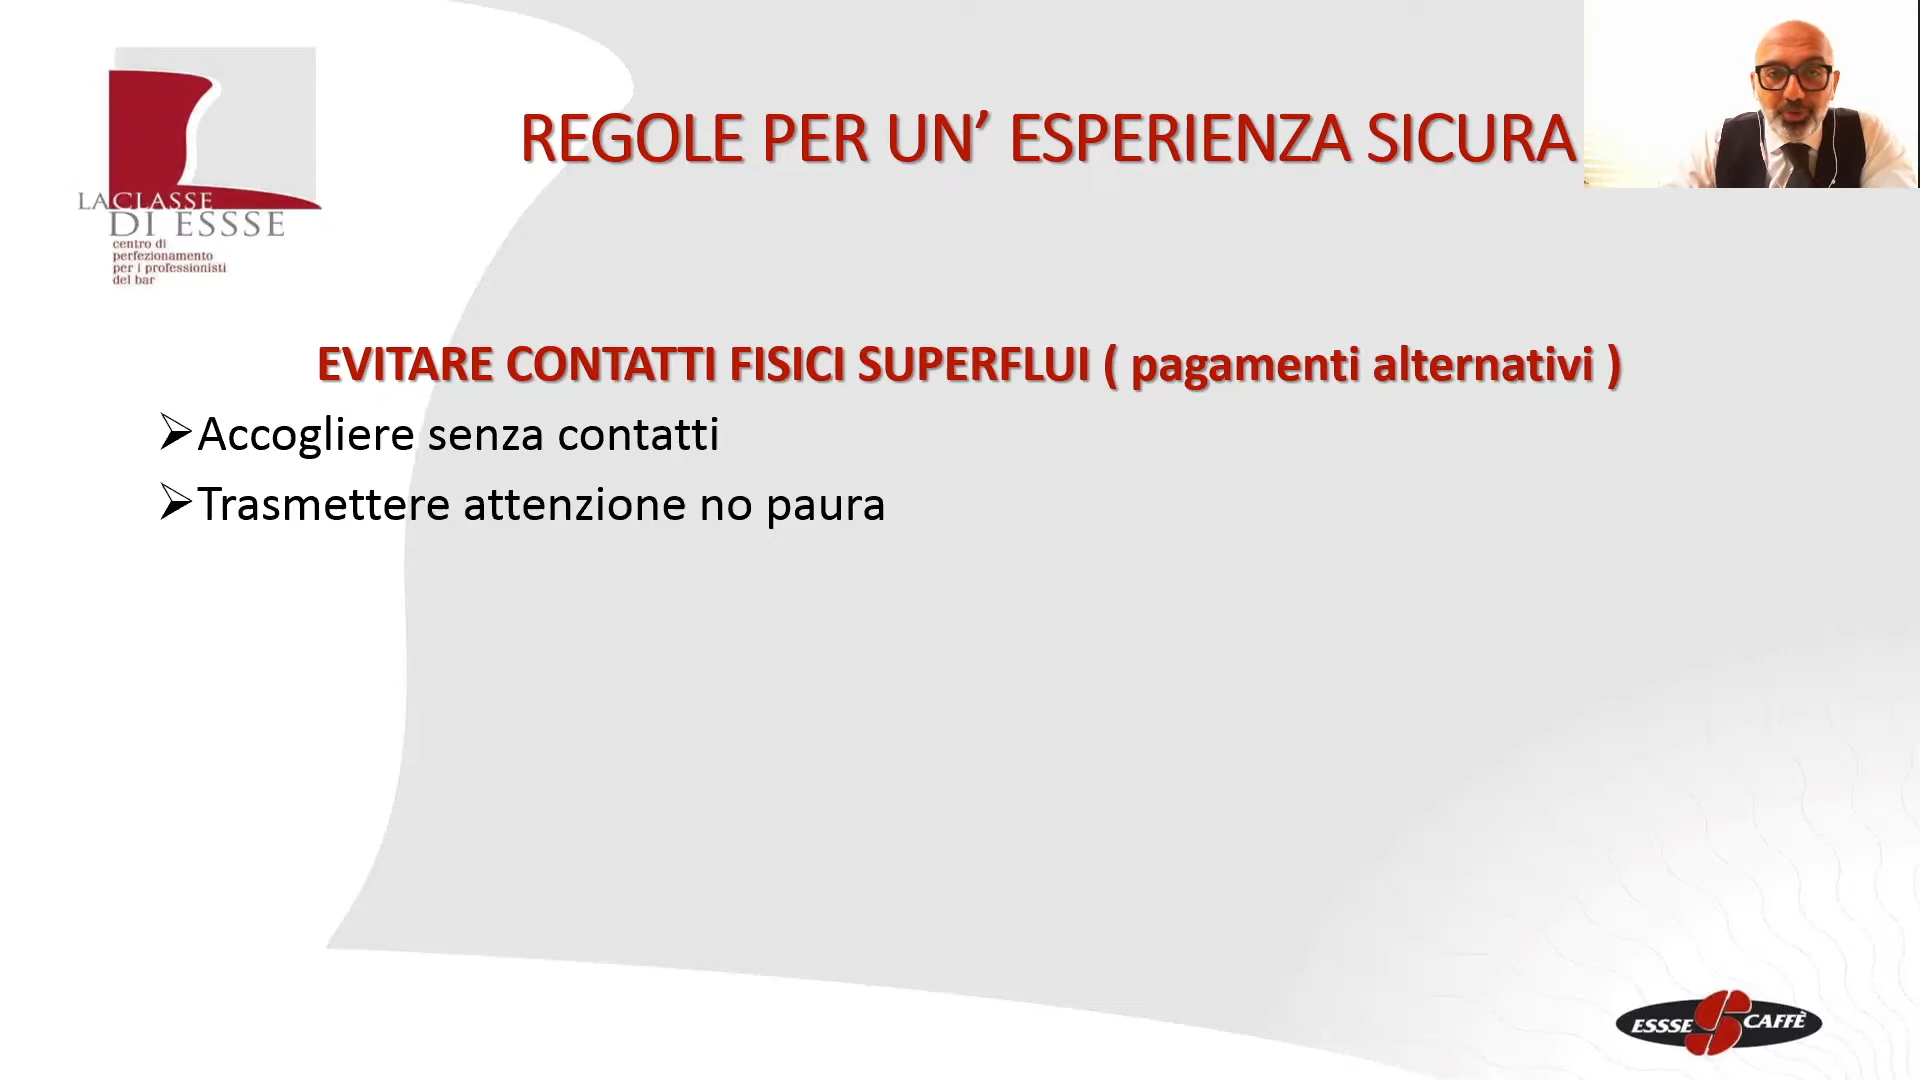 LA CLASSE
DI ESSSE
centro di
perfezionamento
per i professionisti
del bar
REGOLE PER UN’ ESPERIENZA SICURA
EVITARE CONTATTI FISICI SUPERFLUI ( pagamenti alternativi )
Accogliere senza contatti
Trasmettere attenzione no paura
ESSSE CAFFÈ